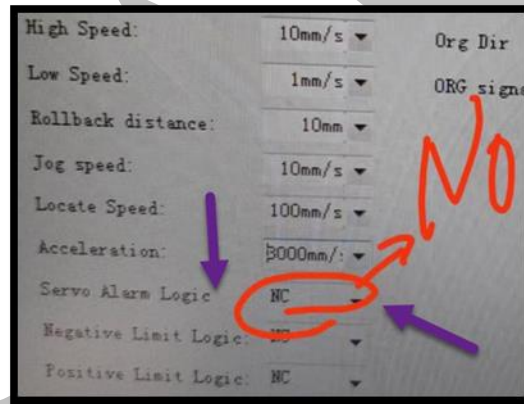 High Speed: 10mm/s Org Dir
Low Speed: 1mm/s ORG signa
Rollback distance: 10mm
Jog speed: 10mm/s NO
Locate Speed: 100mm/s
Acceleration: 3000mm/:
Servo Alarm Logic NC
Negative Limit Logic:
Positive Limit Logic: NC